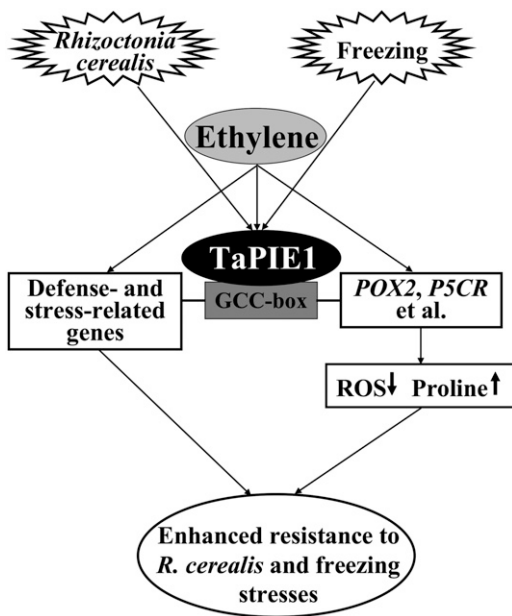 Rhizoctonia
cerealis
Freezing
Ethylene
TaPIE1
GCC-box
Defense- and
stress-related
genes
POX2, P5CR
et al.
ROS↓ Proline↑
Enhanced resistance to
R. cerealis and freezing
stresses